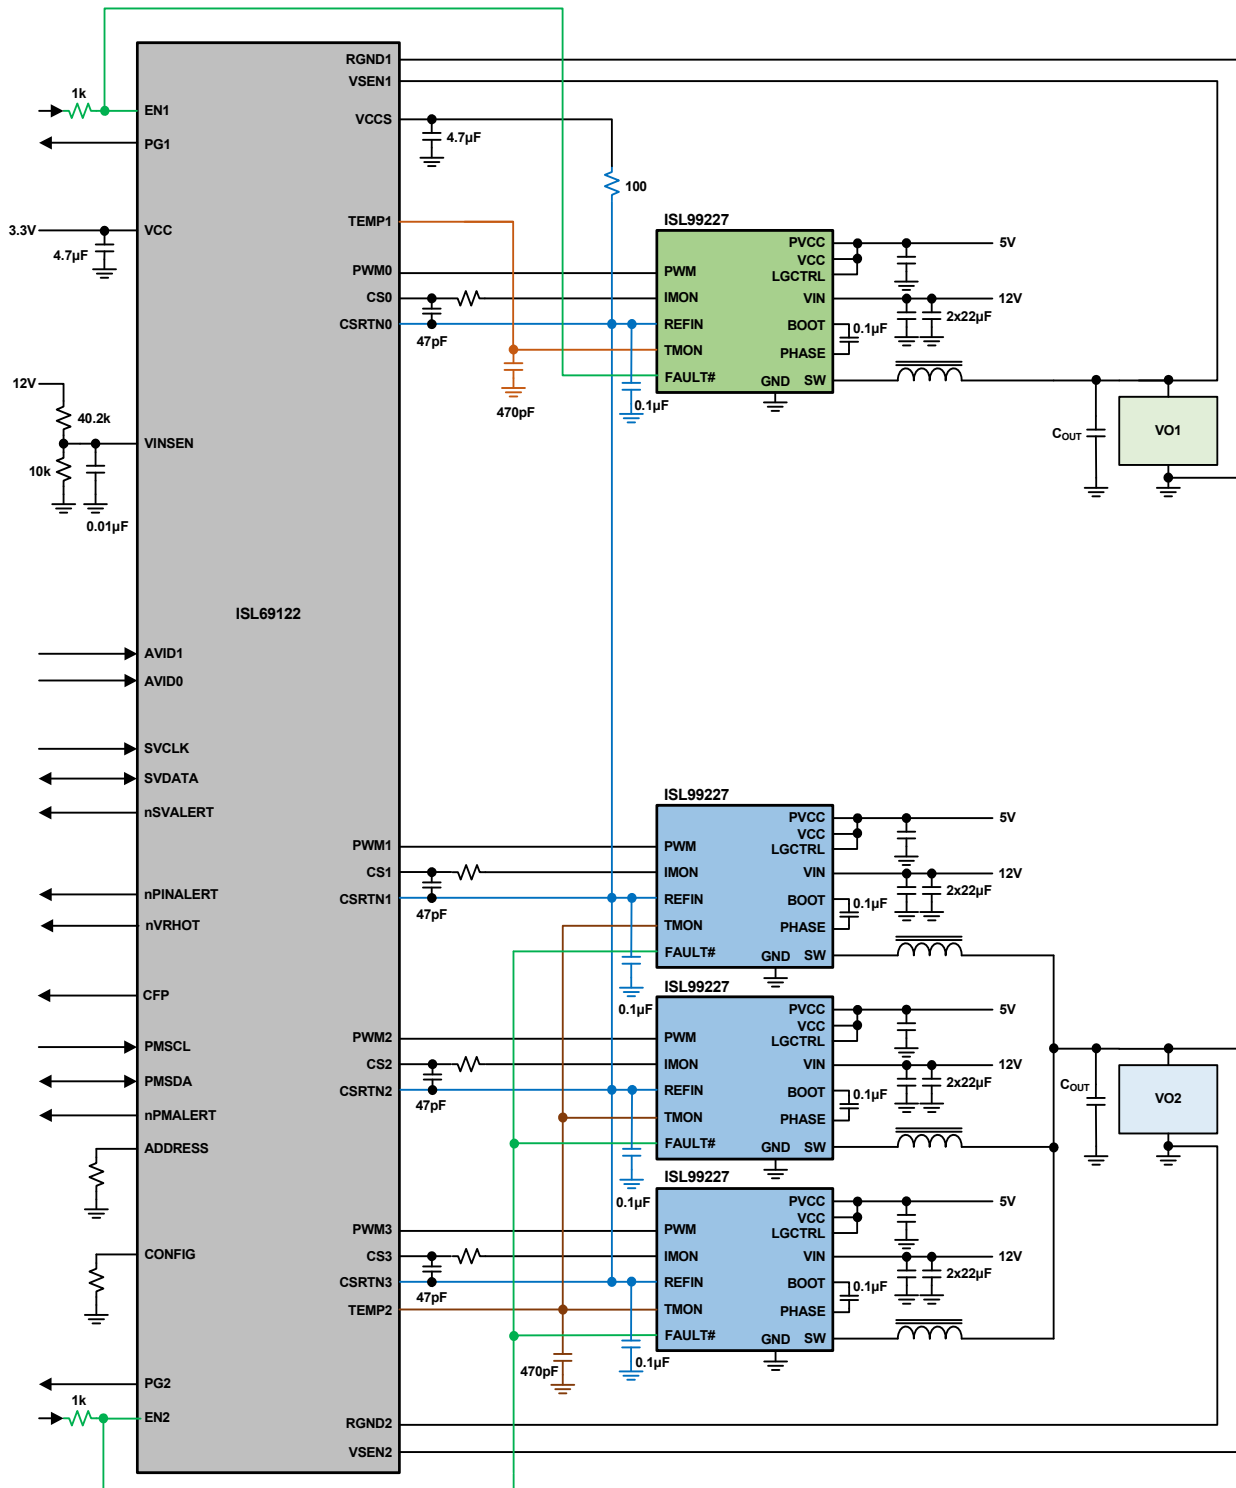 RGND1
VSEN1
1k
EN1
VCCS
4.7µF
PG1
100
ISL99227
TEMP1
3.3V
VCC
4.7µF
PVCC
5V
VCC
LGCTRL
PWM0
PWM
CS0
IMON
VIN
12V
CSRTN0
REFIN
BOOT
0.1µF
2x22µF
47pF
TMON
PHASE
FAULT#
GND
SW
12V
470pF
0.1µF
40.2k
VINSEN
COUT
VO1
10k
0.01µF
ISL69122
AVID1
AVID0
SVCLK
SVDATA
ISL99227
nSVALERT
PVCC
5V
VCC
LGCTRL
PWM1
PWM
CS1
IMON
VIN
12V
nPINALERT
CSRTN1
REFIN
BOOT
0.1µF
2x22µF
47pF
nVRHOT
TMON
PHASE
FAULT#
GND
SW
ISL99227
CFP
0.1µF
PVCC
5V
VCC
LGCTRL
PWM2
PWM
PMSCL
CS2
IMON
VIN
12V
PMSDA
CSRTN2
REFIN
BOOT
0.1µF
2x22µF
COUT
VO2
47pF
nPMALERT
TMON
PHASE
FAULT#
GND
SW
ADDRESS
ISL99227
0.1µF
PVCC
5V
VCC
LGCTRL
PWM3
PWM
CONFIG
CS3
IMON
VIN
12V
CSRTN3
REFIN
BOOT
0.1µF
2x22µF
47pF
TEMP2
TMON
PHASE
FAULT#
GND
SW
470pF
0.1µF
PG2
1k
EN2
RGND2
VSEN2